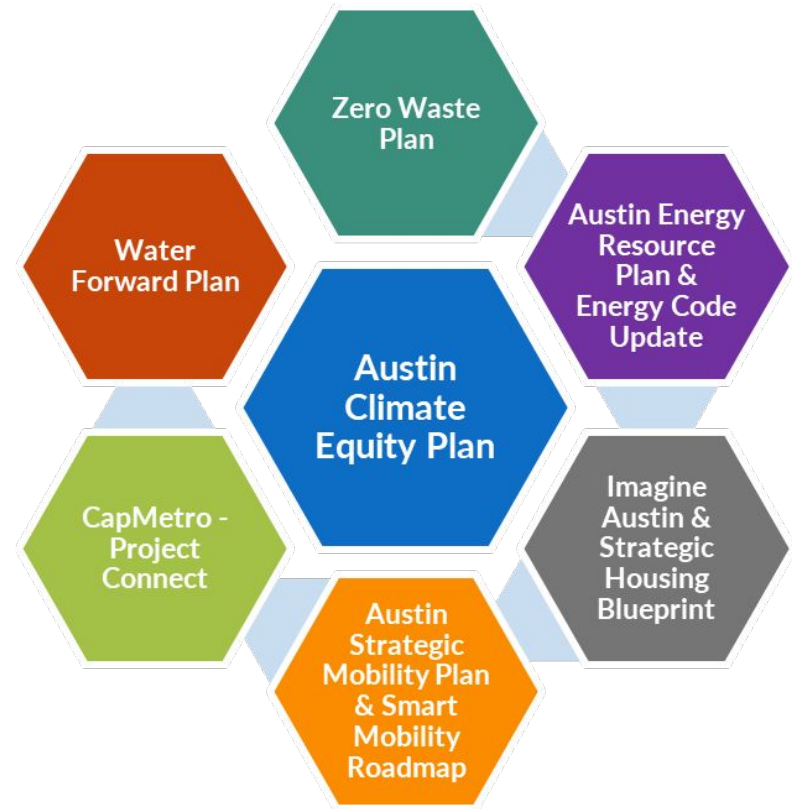 Zero Waste
Plan
Austin Energy
Resource
Plan &
Energy Code
Update
Water
Forward Plan
Austin
Climate
Equity Plan
Imagine
Austin &
Strategic
Housing
Blueprint
CapMetro -
Project
Connect
Austin
Strategic
Mobility Plan
& Smart
Mobility
Roadmap